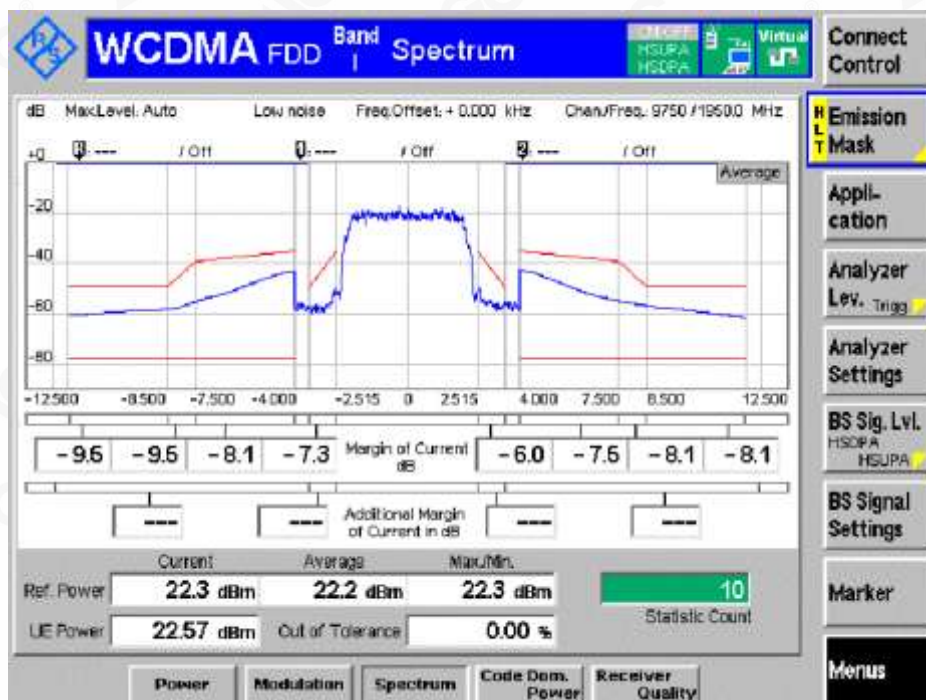 R S
WCDMA FDD Band I Spectrum
HSUPA
HSDPA
Virtual
Connect Control
dB Max.Level: Auto Low noise Freq.Offset: + 0.000 kHz Chan./Freq.: 9750 / 1950.0 MHz
HLT Emission Mask
+0 --- / Off --- / Off 2: --- / Off
Average
-20
-40
-60
-80
-12.500 -8.500 -7.500 -4.000 -2.515 0 2.515 4.000 7.500 8.500 12.500
Appli-
cation
Analyzer
Lev. Trigg
Analyzer
Settings
BS Sig. Lvl.
HSDPA
HSUPA
-9.6 -9.5 -8.1 -7.3 Margin of Current dB -6.0 -7.5 -8.1 -8.1
--- --- Additional Margin of Current in dB --- ---
BS Signal
Settings
Current Average Max./Min.
Ref. Power 22.3 dBm 22.2 dBm 22.3 dBm 10
Statistic Count
UE Power 22.57 dBm Out of Tolerance 0.00 %
Marker
Menus
Power Modulation Spectrum Code Dom. Power Receiver Quality